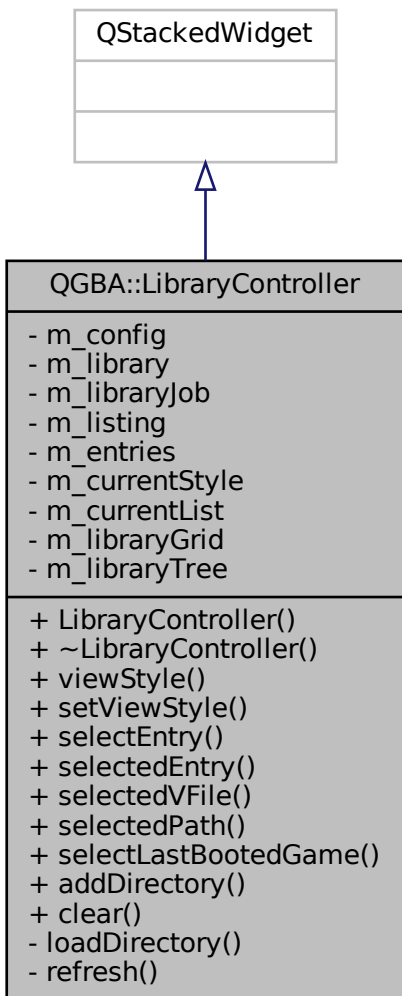 QStackedWidget
QGBA::LibraryController
- m_config
- m_library
- m_libraryJob
- m_listing
- m_entries
- m_currentStyle
- m_currentList
- m_libraryGrid
- m_libraryTree
+ LibraryController()
+ ~LibraryController()
+ viewStyle()
+ setViewStyle()
+ selectEntry()
+ selectedEntry()
+ selectedVFile()
+ selectedPath()
+ selectLastBootedGame()
+ addDirectory()
+ clear()
- loadDirectory()
- refresh()